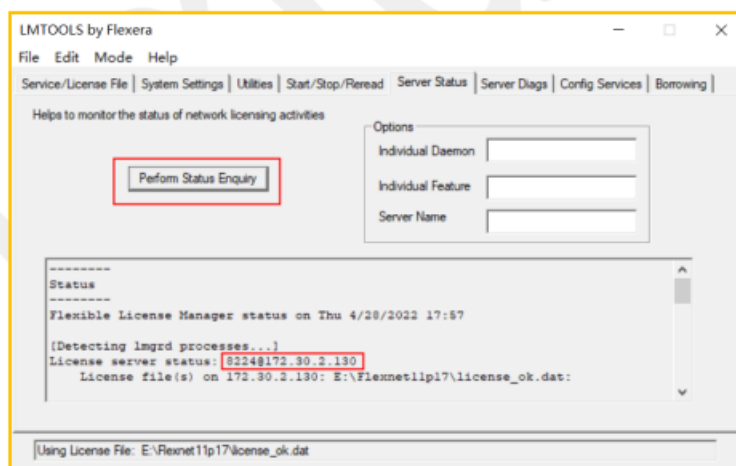 LMTOOLS by Flexera
File Edit Mode Help
Service/License File System Settings Utilities Start/Stop/Reread Server Status Server Diags Config Services Borrowing
Helps to monitor the status of network licensing activities
Options
Individual Daemon
Perform Status Enquiry
Individual Feature
Server Name
--------
Status
--------
Flexible License Manager status on Thu 4/28/2022 17:57
[Detecting lmgrd processes...]
License server status: 8224@172.30.2.130
License file(s) on 172.30.2.130: E:\Flexnet11p17\license_ok.dat:
Using License File: E:\Flexnet11p17\license_ok.dat